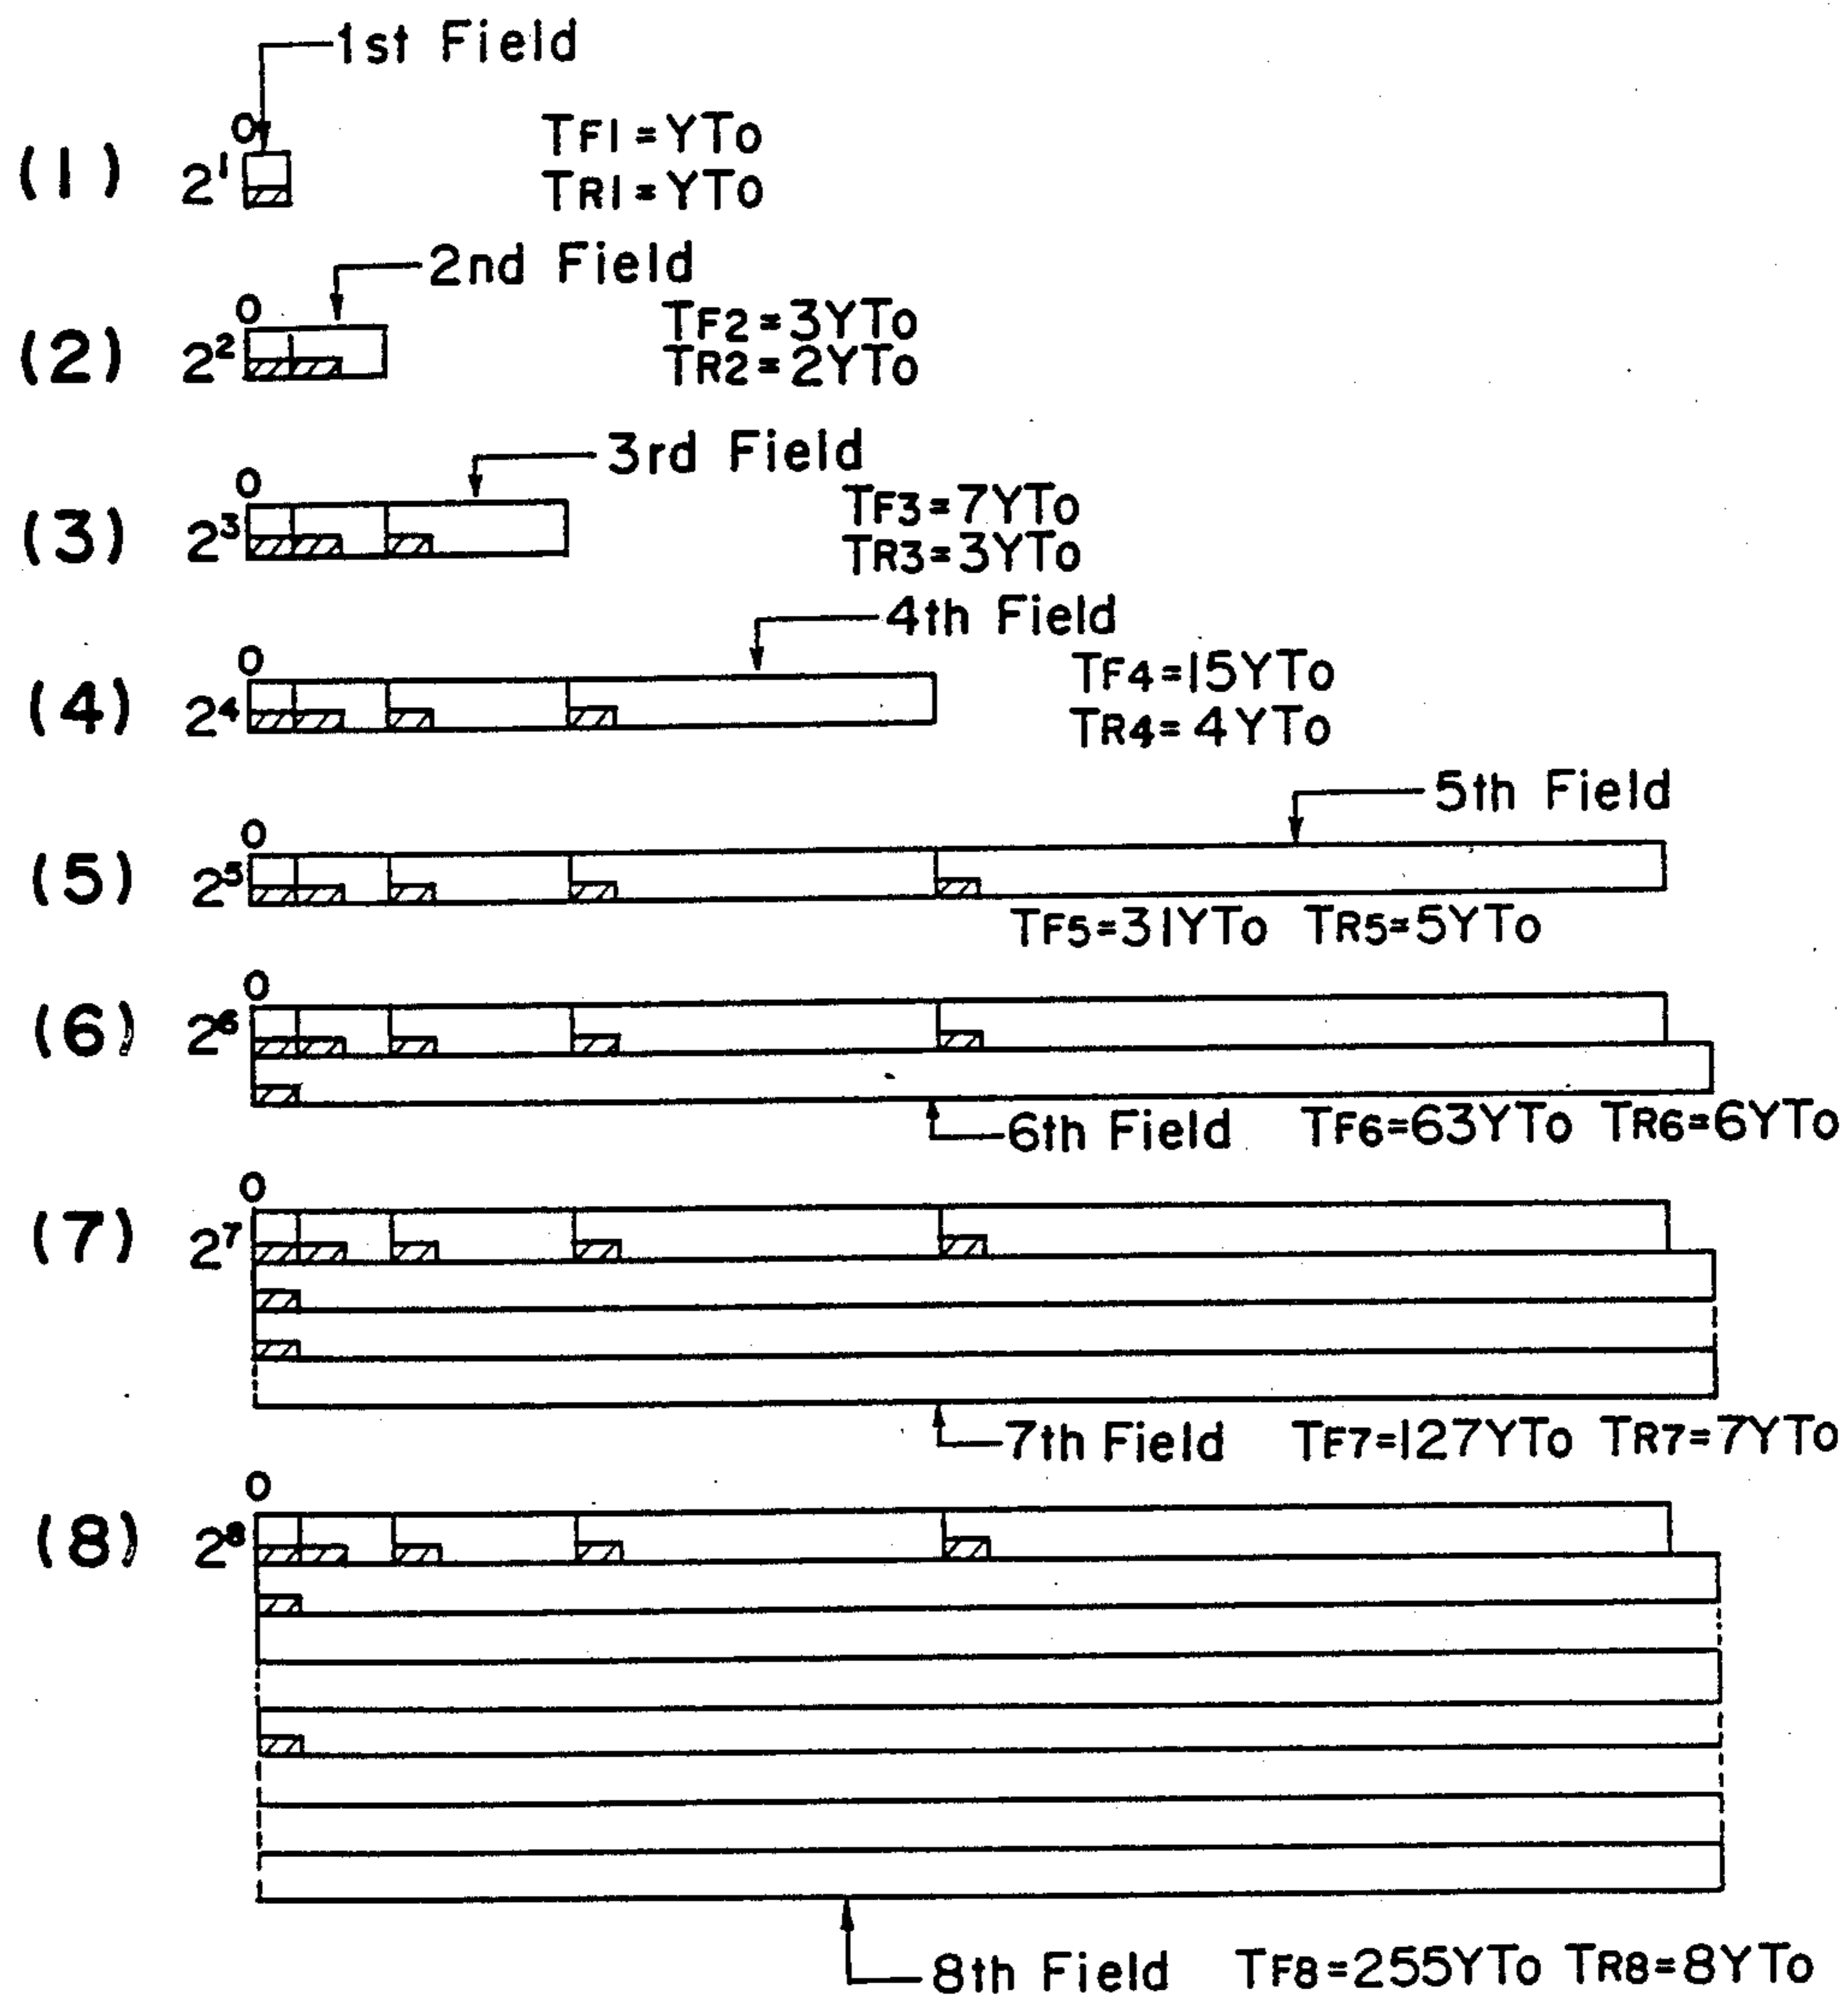 1st Field
0
(1) 2¹ TF1=YTo
TR1=YTo
2nd Field
0
(2) 2² TF2=3YTo
TR2=2YTo
3rd Field
0
(3) 2³ TF3=7YTo
TR3=3YTo
4th Field
0
(4) 2⁴ TF4=15YTo
TR4=4YTo
5th Field
0
(5) 2⁵
TF5=31YTo TR5=5YTo
0
(6) 2⁶
6th Field TF6=63YTo TR6=6YTo
0
(7) 2⁷
7th Field TF7=127YTo TR7=7YTo
0
(8) 2⁸
8th Field TF8=255YTo TR8=8YTo